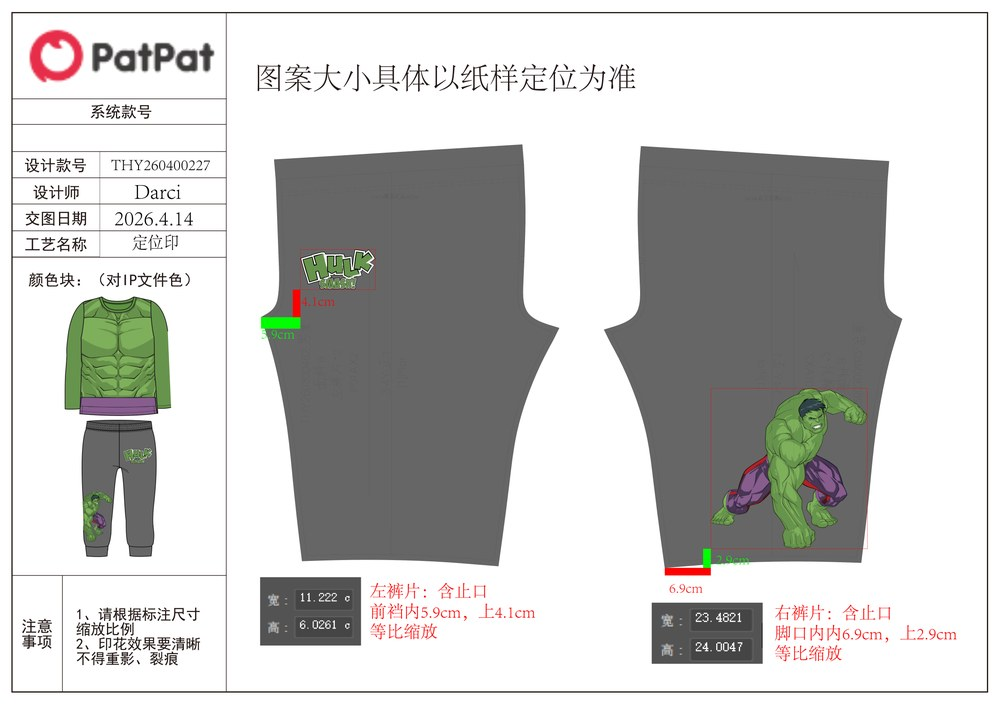 PatPat
图案大小具体以纸样定位为准
系统款号
设计款号 THY260400227
设计师 Darci
交图日期 2026.4.14
工艺名称 定位印
颜色块：（对IP文件色）
HULK
4.1cm
5.9cm
HULK
2.9cm
6.9cm
宽： 11.222 c
高： 6.0261 c
左裤片：含止口
前裆内5.9cm，上4.1cm
等比缩放
宽： 23.4821
高： 24.0047
右裤片：含止口
脚口内内6.9cm，上2.9cm
等比缩放
注意
事项
1、请根据标注尺寸
缩放比例
2、印花效果要清晰
不得重影、裂痕